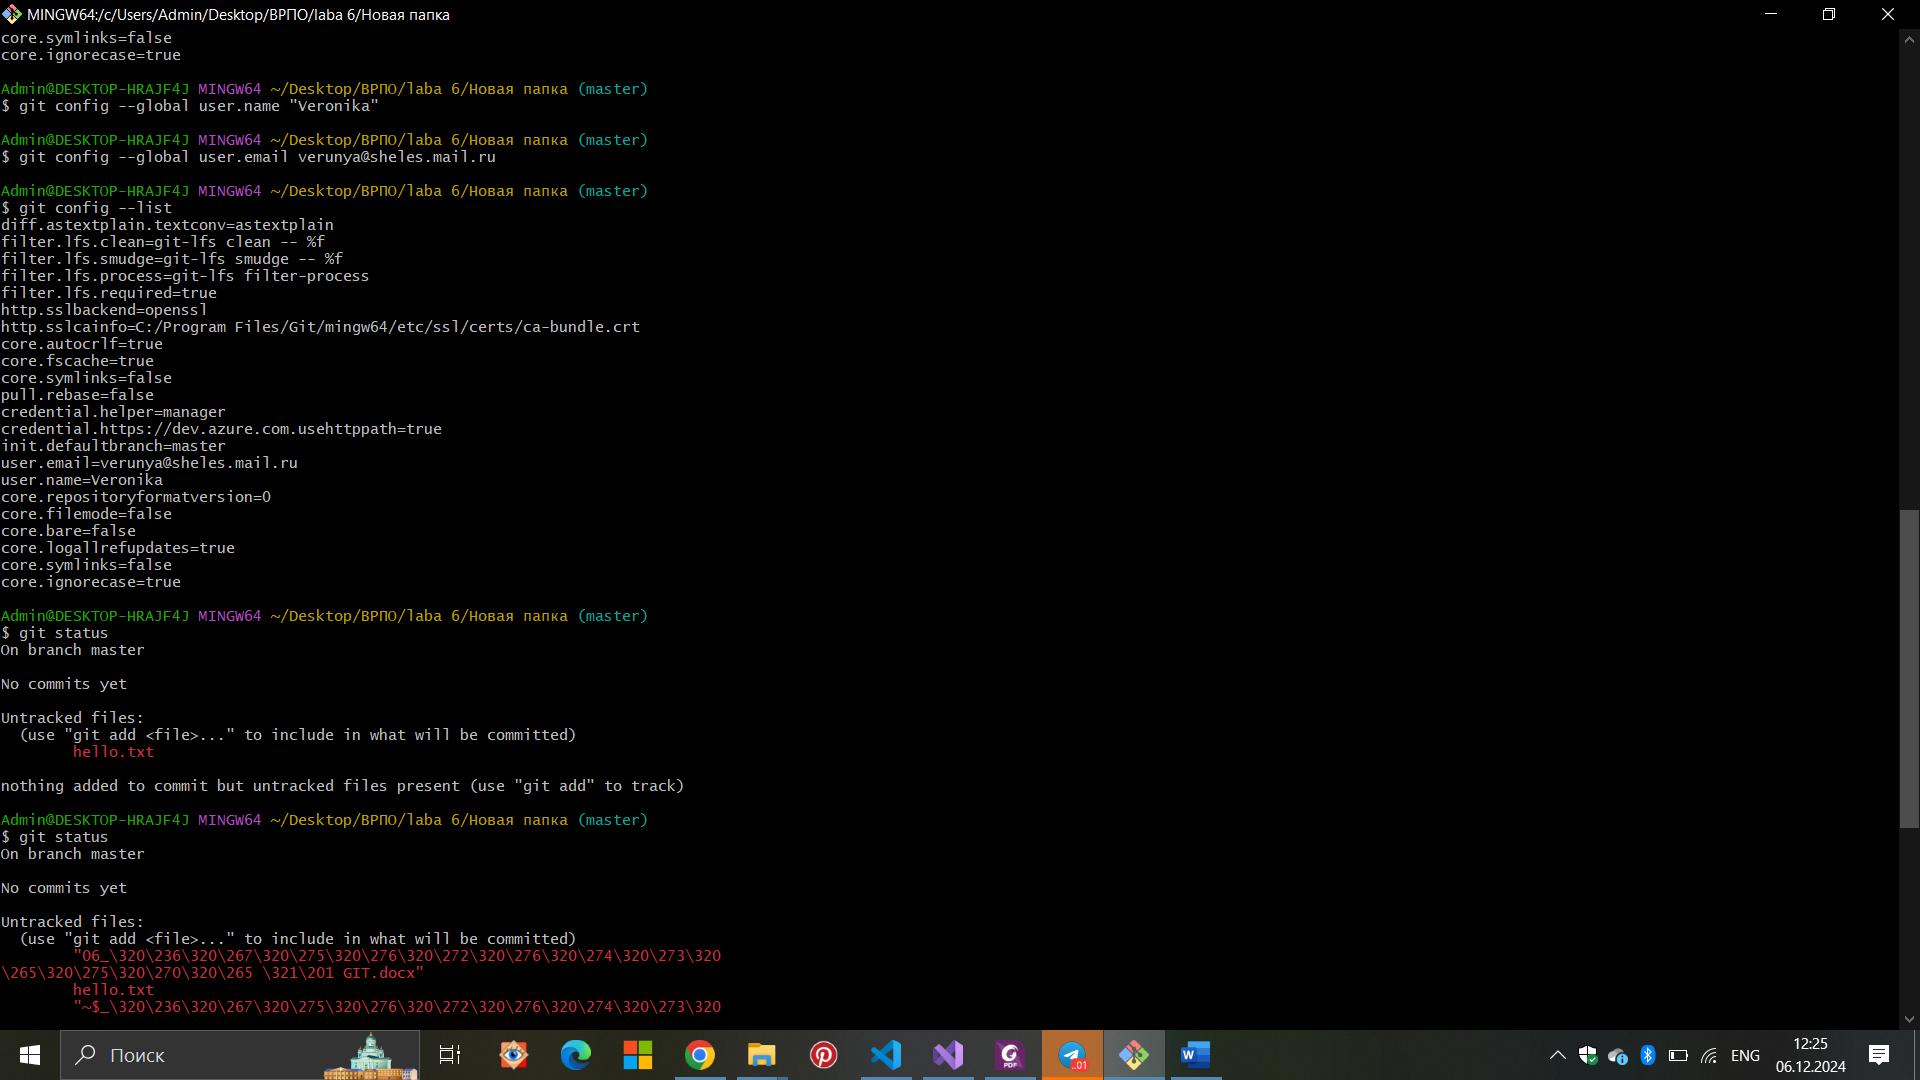 MINGW64:/c/Users/Admin/Desktop/ВРПО/laba 6/Новая папка
core.symlinks=false
core.ignorecase=true
Admin@DESKTOP-HRAJF4J MINGW64 ~/Desktop/ВРПО/laba 6/Новая папка (master)
$ git config --global user.name "Veronika"
Admin@DESKTOP-HRAJF4J MINGW64 ~/Desktop/ВРПО/laba 6/Новая папка (master)
$ git config --global user.email verunya@sheles.mail.ru
Admin@DESKTOP-HRAJF4J MINGW64 ~/Desktop/ВРПО/laba 6/Новая папка (master)
$ git config --list
diff.astextplain.textconv=astextplain
filter.lfs.clean=git-lfs clean -- %f
filter.lfs.smudge=git-lfs smudge -- %f
filter.lfs.process=git-lfs filter-process
filter.lfs.required=true
http.sslbackend=openssl
http.sslcainfo=C:/Program Files/Git/mingw64/etc/ssl/certs/ca-bundle.crt
core.autocrlf=true
core.fscache=true
core.symlinks=false
pull.rebase=false
credential.helper=manager
credential.https://dev.azure.com.usehttppath=true
init.defaultbranch=master
user.email=verunya@sheles.mail.ru
user.name=Veronika
core.repositoryformatversion=0
core.filemode=false
core.bare=false
core.logallrefupdates=true
core.symlinks=false
core.ignorecase=true
Admin@DESKTOP-HRAJF4J MINGW64 ~/Desktop/ВРПО/laba 6/Новая папка (master)
$ git status
On branch master
No commits yet
Untracked files:
(use "git add <file>..." to include in what will be committed)
hello.txt
nothing added to commit but untracked files present (use "git add" to track)
Admin@DESKTOP-HRAJF4J MINGW64 ~/Desktop/ВРПО/laba 6/Новая папка (master)
$ git status
On branch master
No commits yet
Untracked files:
(use "git add <file>..." to include in what will be committed)
"06_\320\236\320\267\320\275\320\276\320\272\320\276\320\274\320\273\320
\265\320\275\320\270\320\265 \321\201 GIT.docx"
hello.txt
"~$_\320\236\320\267\320\275\320\276\320\272\320\276\320\274\320\273\320
Поиск
PDF
..01
W
ENG
12:25
06.12.2024